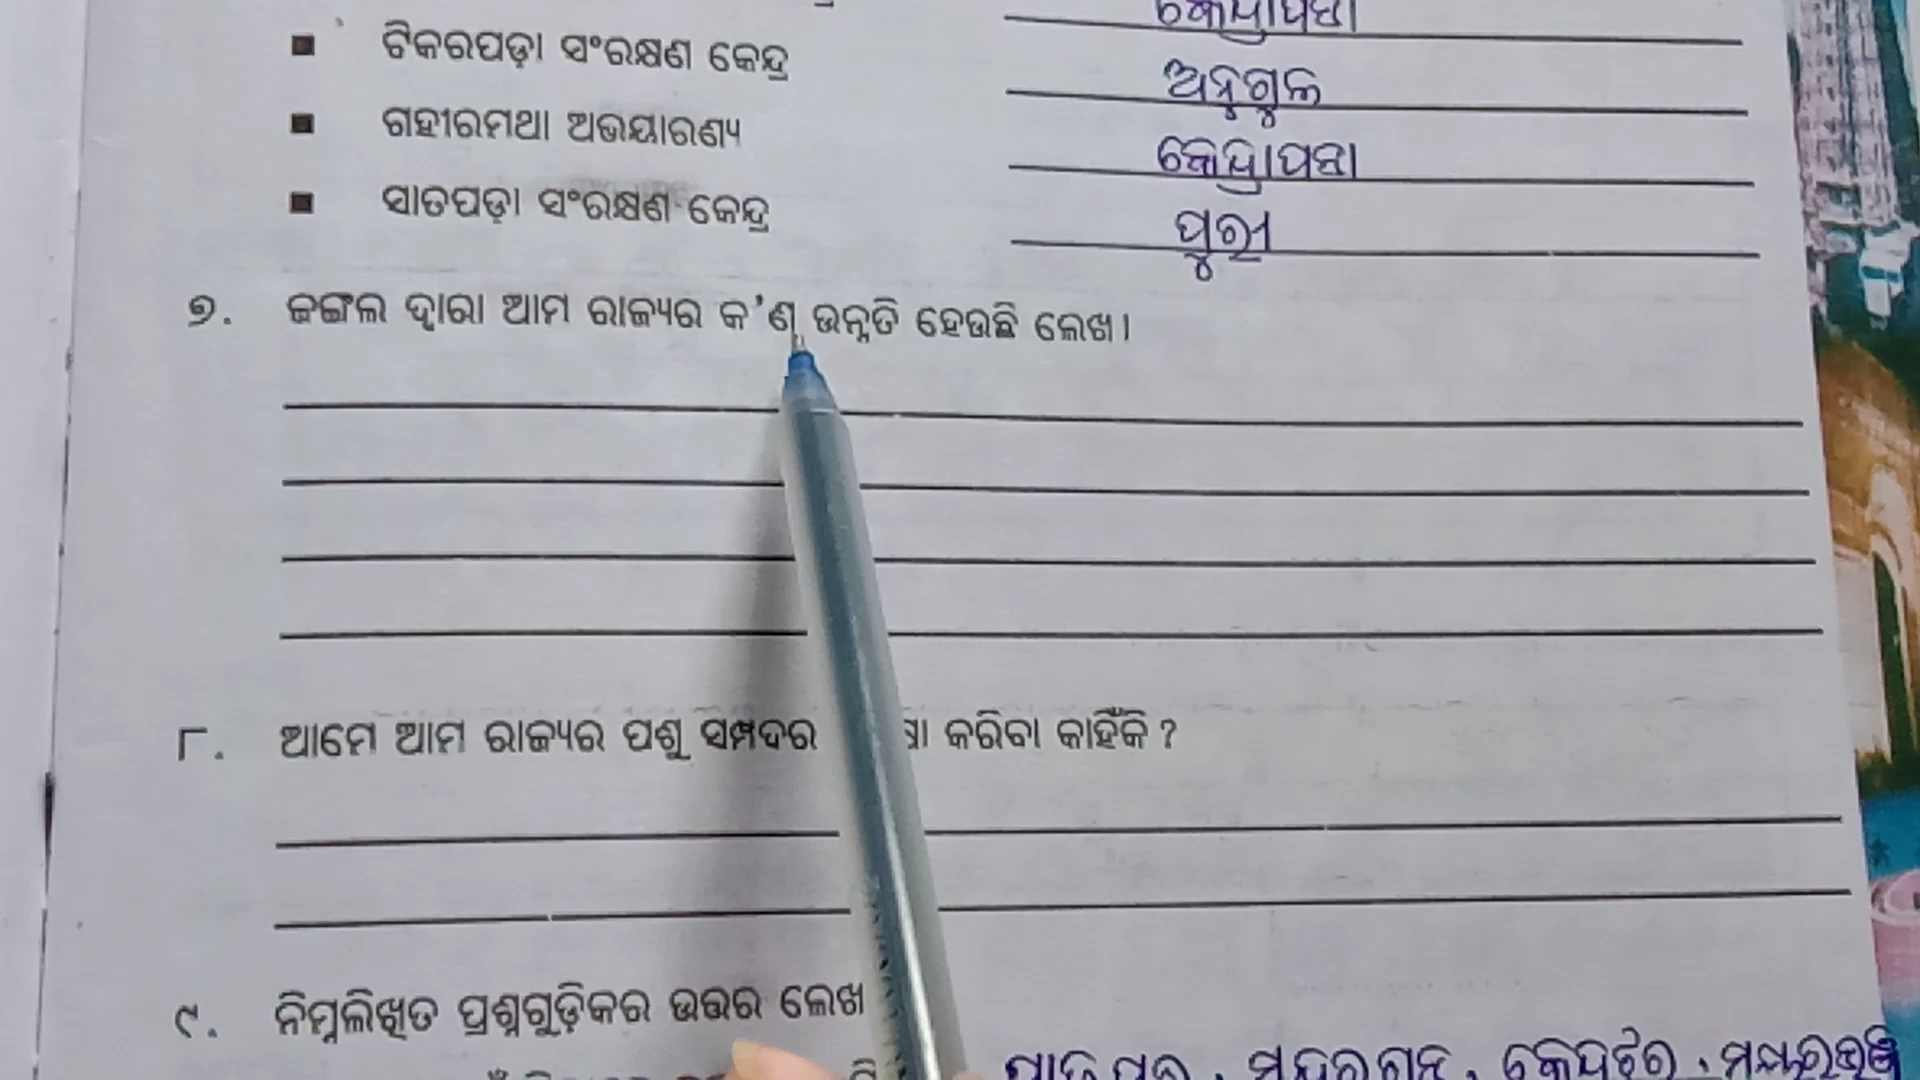 ଟିକରପଡ଼ା ସଂରକ୍ଷଣ କେନ୍ଦ୍ର ଅନୁଗୁଳ
ଗହୀରମଥା ଅଭୟାରଣ୍ୟ କେନ୍ଦ୍ରାପଡା
ସାତପଡ଼ା ସଂରକ୍ଷଣ କେନ୍ଦ୍ର ପୁରୀ
୭. ଜଙ୍ଗଲ ଦ୍ୱାରା ଆମ ରାଜ୍ୟର କ'ଣ ଉନ୍ନତି ହେଉଛି ଲେଖ।
୮. ଆମେ ଆମ ରାଜ୍ୟର ପଶୁ ସମ୍ପଦର କରିବା କାହିଁକି ?
୯. ନିମ୍ନଲିଖିତ ପ୍ରଶ୍ନଗୁଡ଼ିକର ଉତ୍ତର ଲେଖ